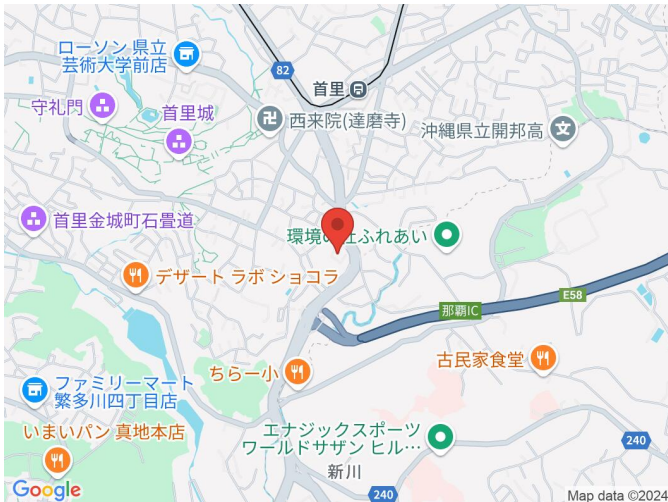 ローソン 県立
芸術大学前店
82
首里
守礼門
首里城
西来院(達磨寺)
沖縄県立開邦高
首里金城町石畳道
環境の杜ふれあい
デザート ラボ ショコラ
E58
那覇IC
古民家食堂
ちらー小
ファミリーマート
繁多川四丁目店
エナジックスポーツ
ワールドサザン ヒル…
いまいパン 真地本店
240
新川
Google
240
Map data ©2024